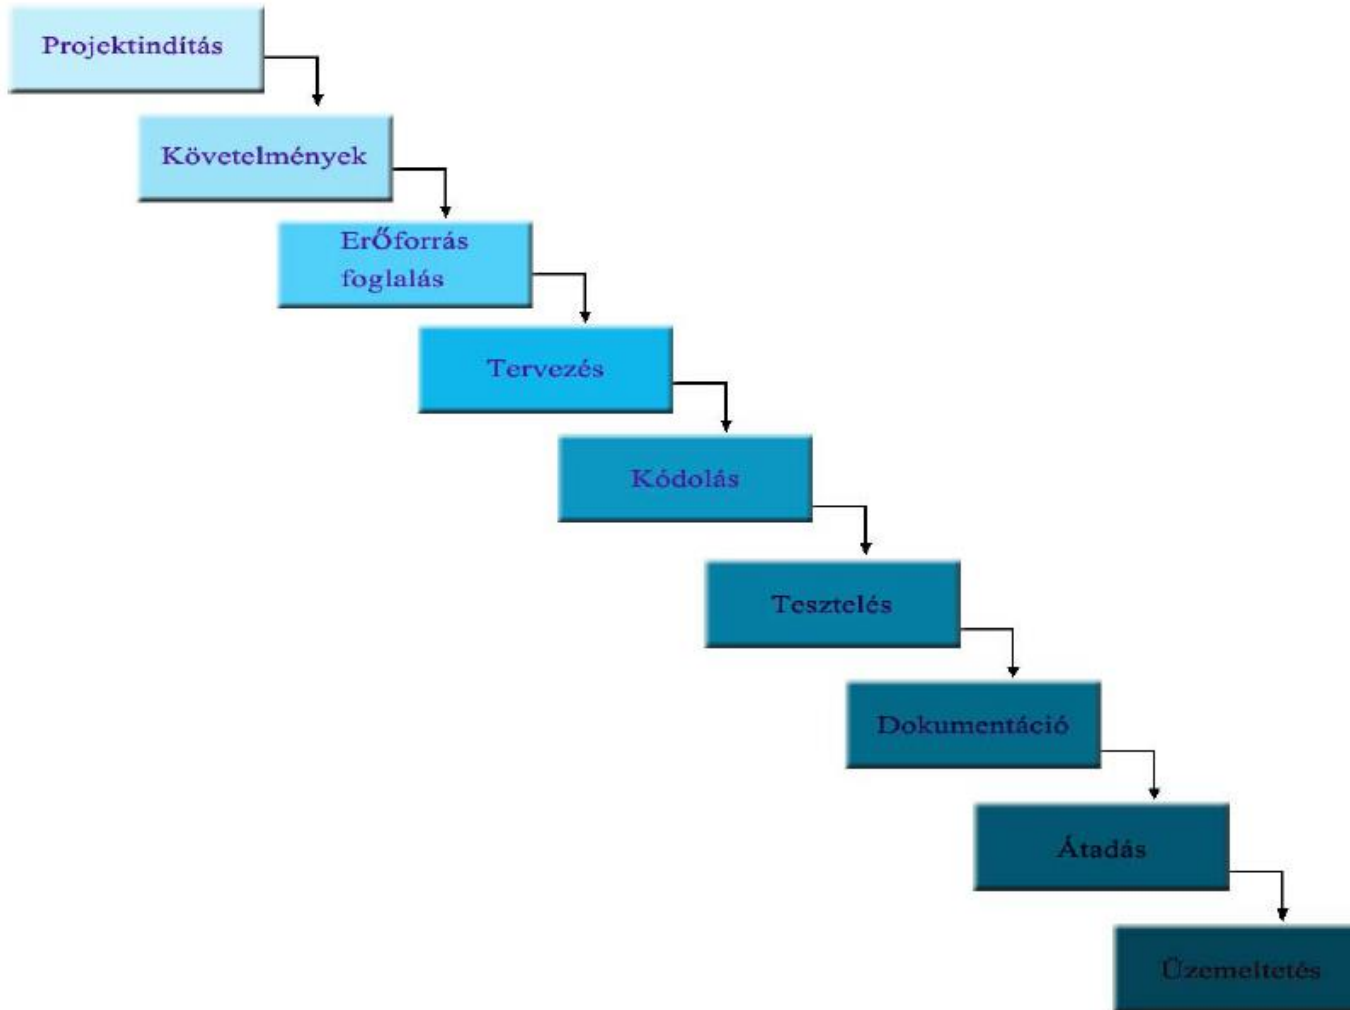 Projektindítás
Követelmények
ErŐforrás
foglalás
Tervezés
Kódolás
Tesztelés
Dokumentáció
Átadás
Üzemeltetés